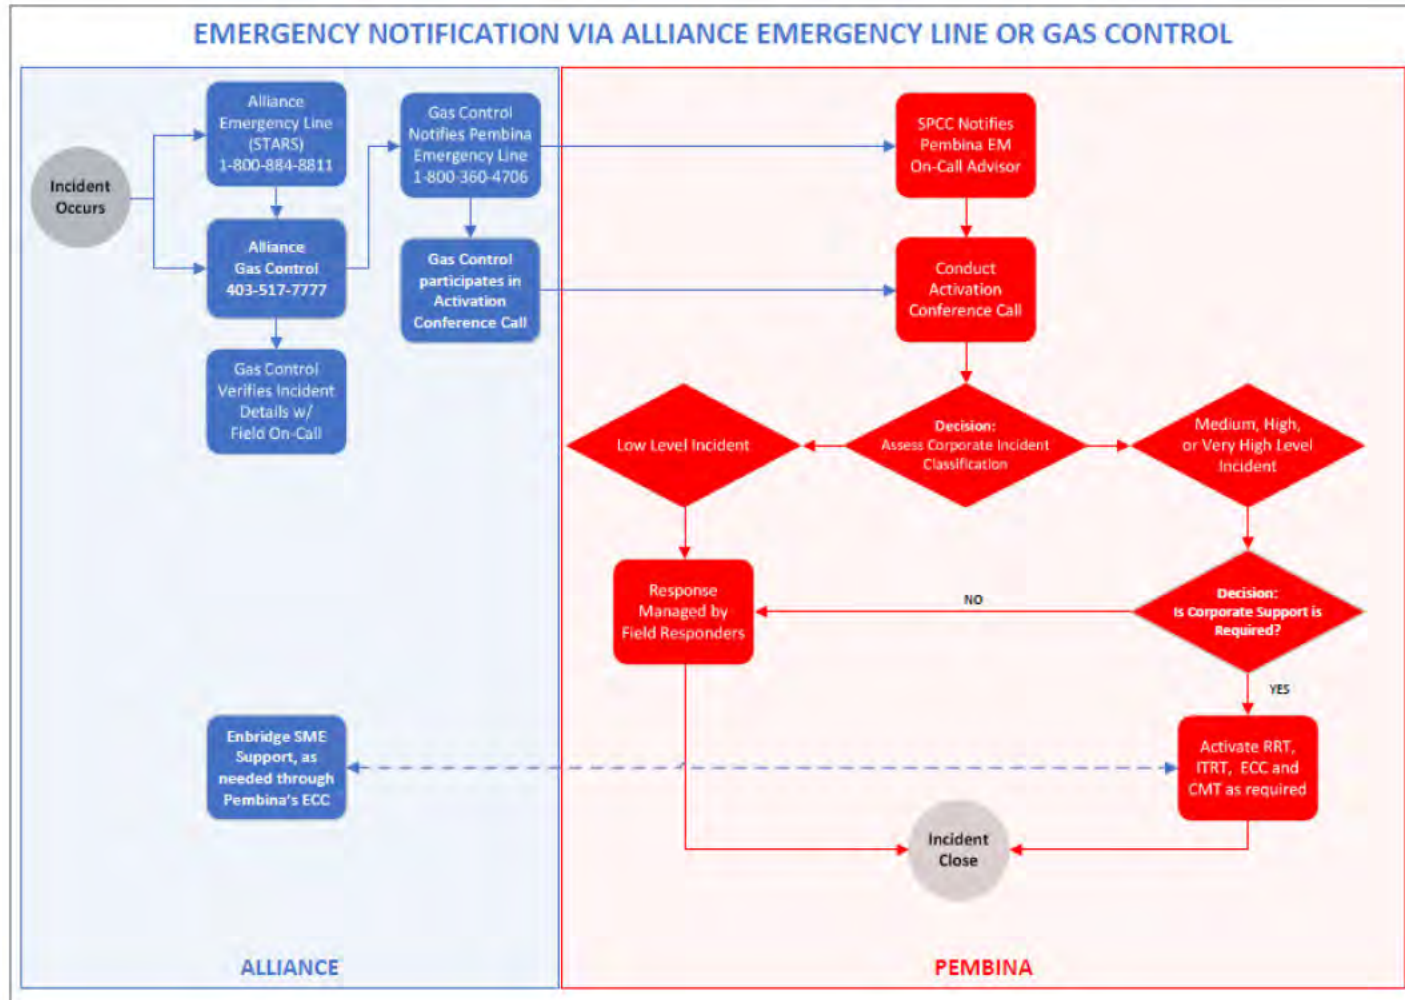 EMERGENCY NOTIFICATION VIA ALLIANCE EMERGENCY LINE OR GAS CONTROL
Incident
Occurs
Alliance
Emergency Line
(STARS)
1-800-884-8811
Alliance
Gas Control
403-517-7777
Gas Control
Verifies Incident
Details w/
Field On-Call
Gas Control
Notifies Pembina
Emergency Line
1-800-360-4706
Gas Control
participates in
Activation
Conference Call
Enbridge SME
Support, as
needed through
Pembina's ECC
ALLIANCE
SPCC Notifies
Pembina EM
On-Call Advisor
Conduct
Activation
Conference Call
Decision:
Assess Corporate Incident
Classification
Low Level Incident
Medium, High,
or Very High Level
Incident
Response
Managed by
Field Responders
NO
Decision:
Is Corporate Support is
Required?
YES
Activate RRT,
ITRT, ECC and
CMT as required
Incident
Close
PEMBINA